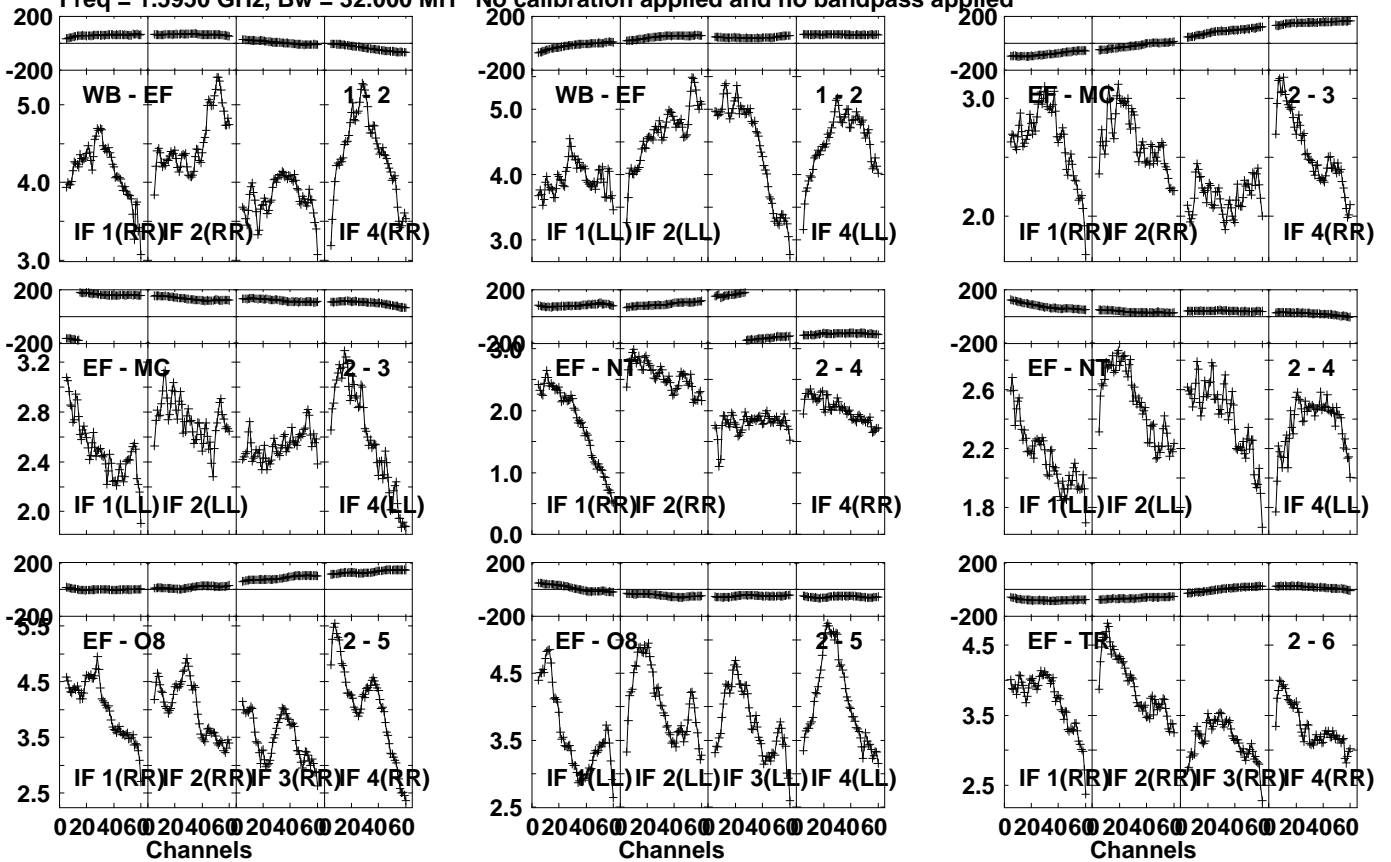 Freq = 1.5950 GHz, Bw = 32.000 MH No calibration applied and no bandpass applied
200 200 200
-200 -200 -200
WB - EF 1 - 2 WB - EF 1 - 2 EF - MC 2 - 3
5.0 5.0 3.0
4.0 4.0 2.0
IF 1(RR) IF 2(RR) IF 4(RR) IF 1(LL) IF 2(LL) IF 4(LL) IF 1(RR) IF 2(RR) IF 4(RR)
3.0 3.0
200 200 200
-200 -200 -200
3.2 3.0
EF - MC 2 - 3 EF - NT 2 - 4 EF - NT 2 - 4
2.8 2.0 2.6
2.4 1.0 2.2
IF 1(LL) IF 2(LL) IF 4(LL) IF 1(RR) IF 2(RR) IF 4(RR) IF 1(LL) IF 2(LL) IF 4(LL)
2.0 0.0 1.8
200 200 200
-200 -200 -200
5.5
EF - O8 2 - 5 EF - O8 2 - 5 EF - TR 2 - 6
4.5 4.5 4.5
3.5 3.5 3.5
IF 1(RR) IF 2(RR) IF 3(RR) IF 4(RR) IF 1(LL) IF 2(LL) IF 3(LL) IF 4(LL) IF 1(RR) IF 2(RR) IF 3(RR) IF 4(RR)
2.5 2.5 2.5
0 20 40 60 0 20 40 60 0 20 40 60 0 20 40 60 0 20 40 60 0 20 40 60 0 20 40 60 0 20 40 60 0 20 40 60 0 20 40 60 0 20 40 60 0 20 40 60
Channels Channels Channels